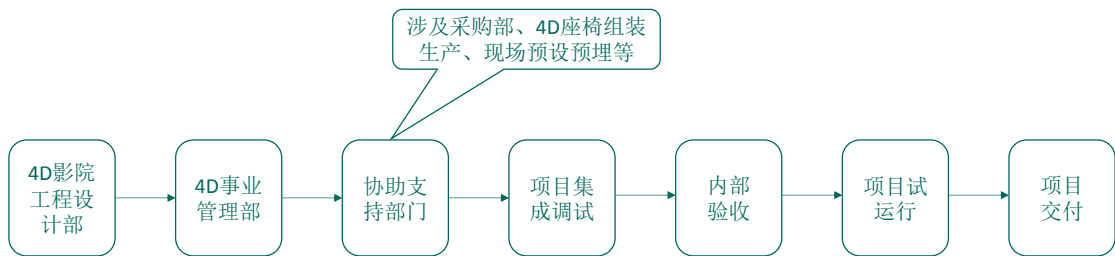 涉及采购部、4D座椅组装
生产、现场预设预埋等
4D影院
工程设
计部
4D事业
管理部
协助支
持部门
项目集
成调试
内部
验收
项目试
运行
项目
交付